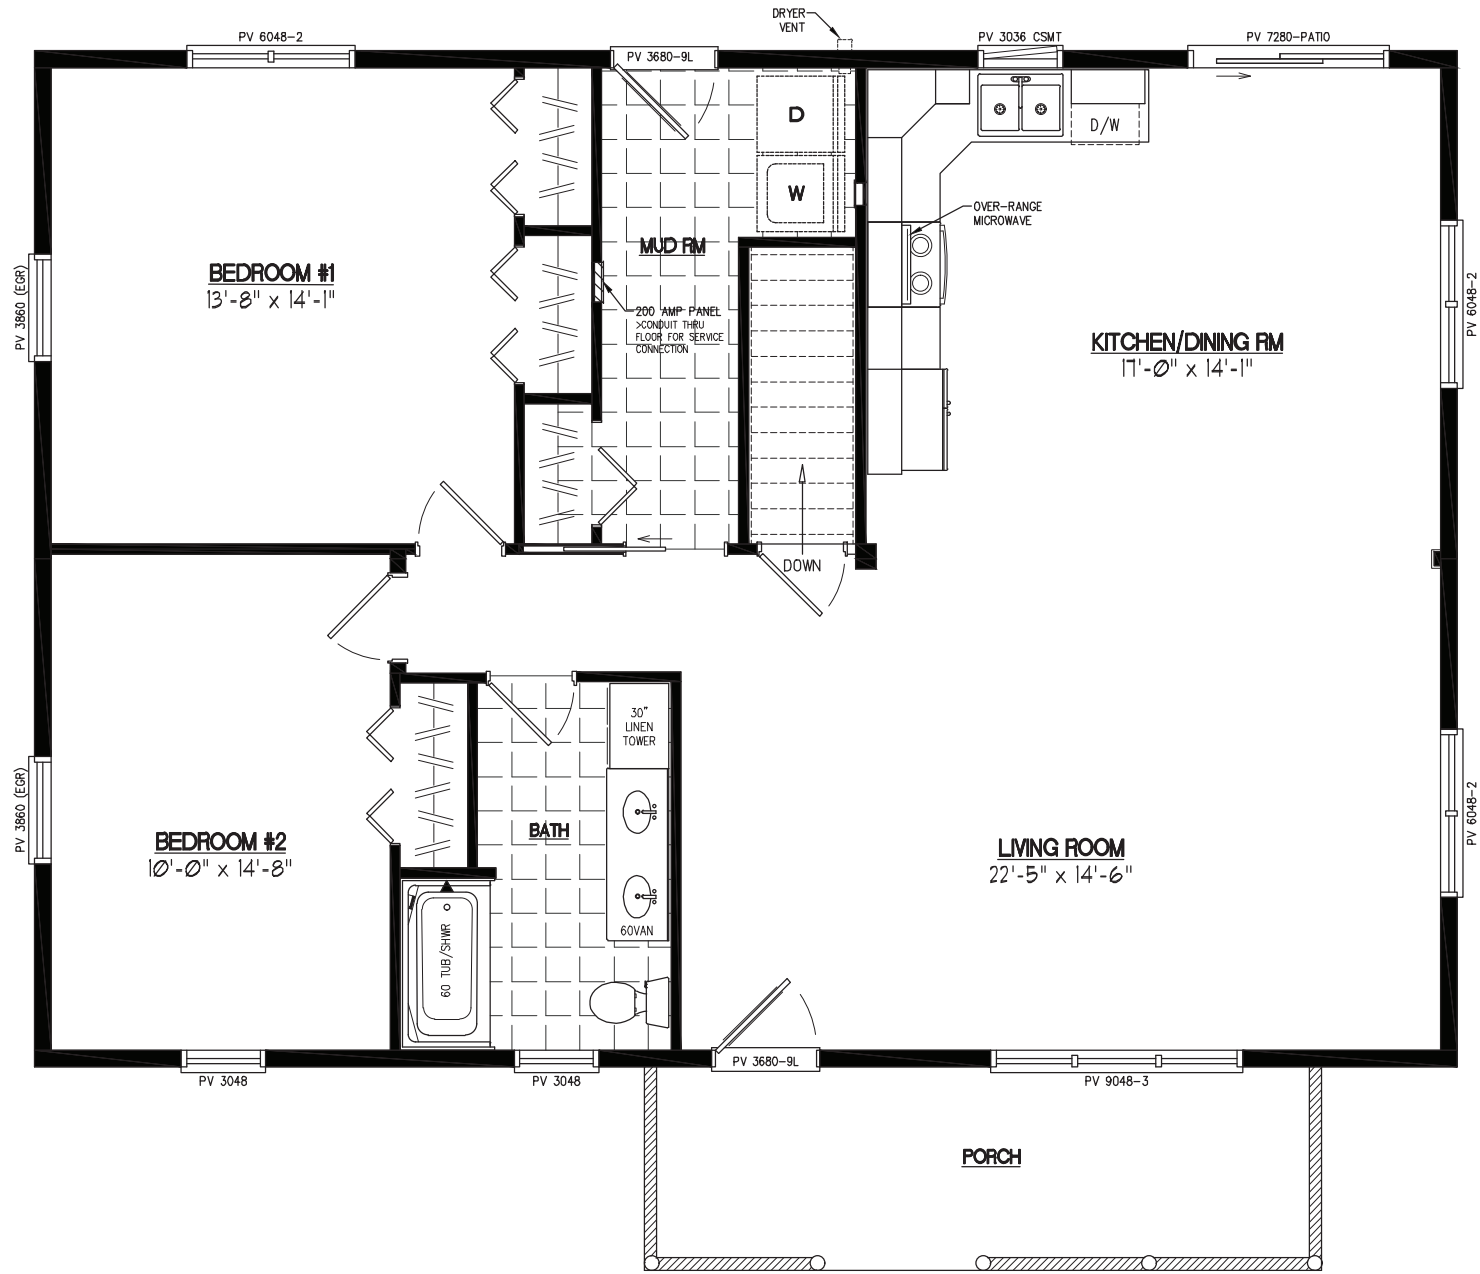 DRYER
VENT
PV 6048-2
PV 3680-9L
PV 3036 CSMT
PV 7280-PATIO
D
D/W
W
OVER-RANGE
MICROWAVE
MUD RM
BEDROOM #1
13'-8" x 14'-1"
PV 3860 (EGR)
200 AMP PANEL
>CONDUIT THRU
FLOOR FOR SERVICE
CONNECTION
PV 6048-2
KITCHEN/DINING RM
17'-0" x 14'-1"
DOWN
30"
LINEN
TOWER
PV 3860 (EGR)
BEDROOM #2
10'-0" x 14'-8"
BATH
60VAN
60 TUB/SHWR
LIVING ROOM
22'-5" x 14'-6"
PV 6048-2
PV 3048
PV 3048
PV 3680-9L
PV 9048-3
PORCH